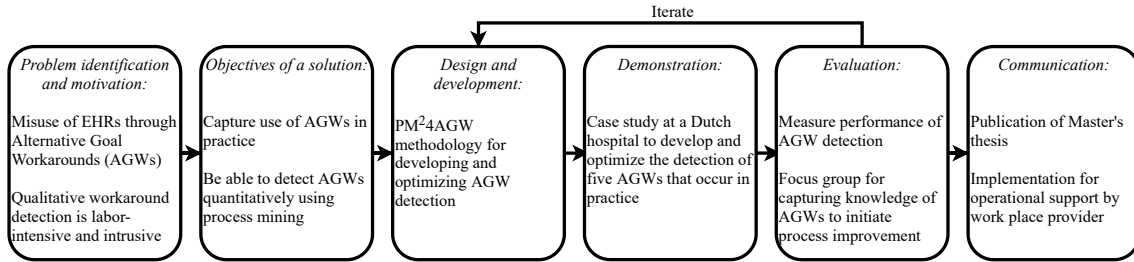 Iterate
Problem identification
and motivation:
Misuse of EHRs through
Alternative Goal
Workarounds (AGWs)
Qualitative workaround
detection is labor-
intensive and intrusive
Objectives of a solution:
Capture use of AGWs in
practice
Be able to detect AGWs
quantitatively using
process mining
Design and
development:
PM²4AGW
methodology for
developing and
optimizing AGW
detection
Demonstration:
Case study at a Dutch
hospital to develop and
optimize the detection of
five AGWs that occur in
practice
Evaluation:
Measure performance of
AGW detection
Focus group for
capturing knowledge of
AGWs to initiate
process improvement
Communication:
Publication of Master's
thesis
Implementation for
operational support by
work place provider